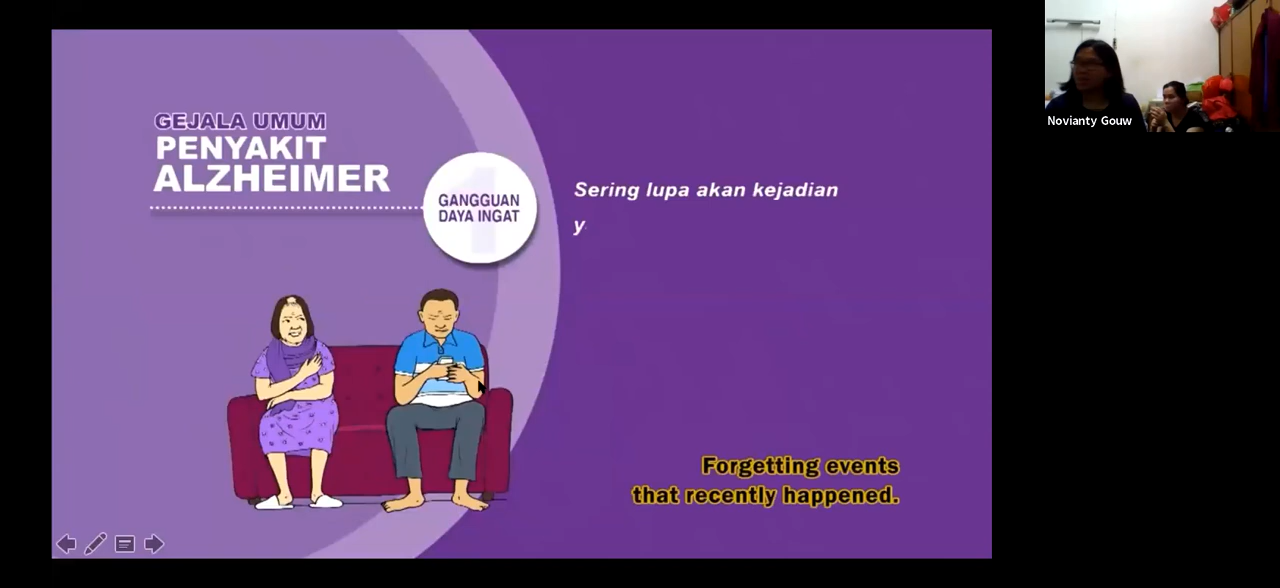 GEJALA UMUM
PENYAKIT
ALZHEIMER
GANGGUAN
DAYA INGAT
Sering lupa akan kejadian
y
Forgetting events
that recently happened.
Novianty Gouw